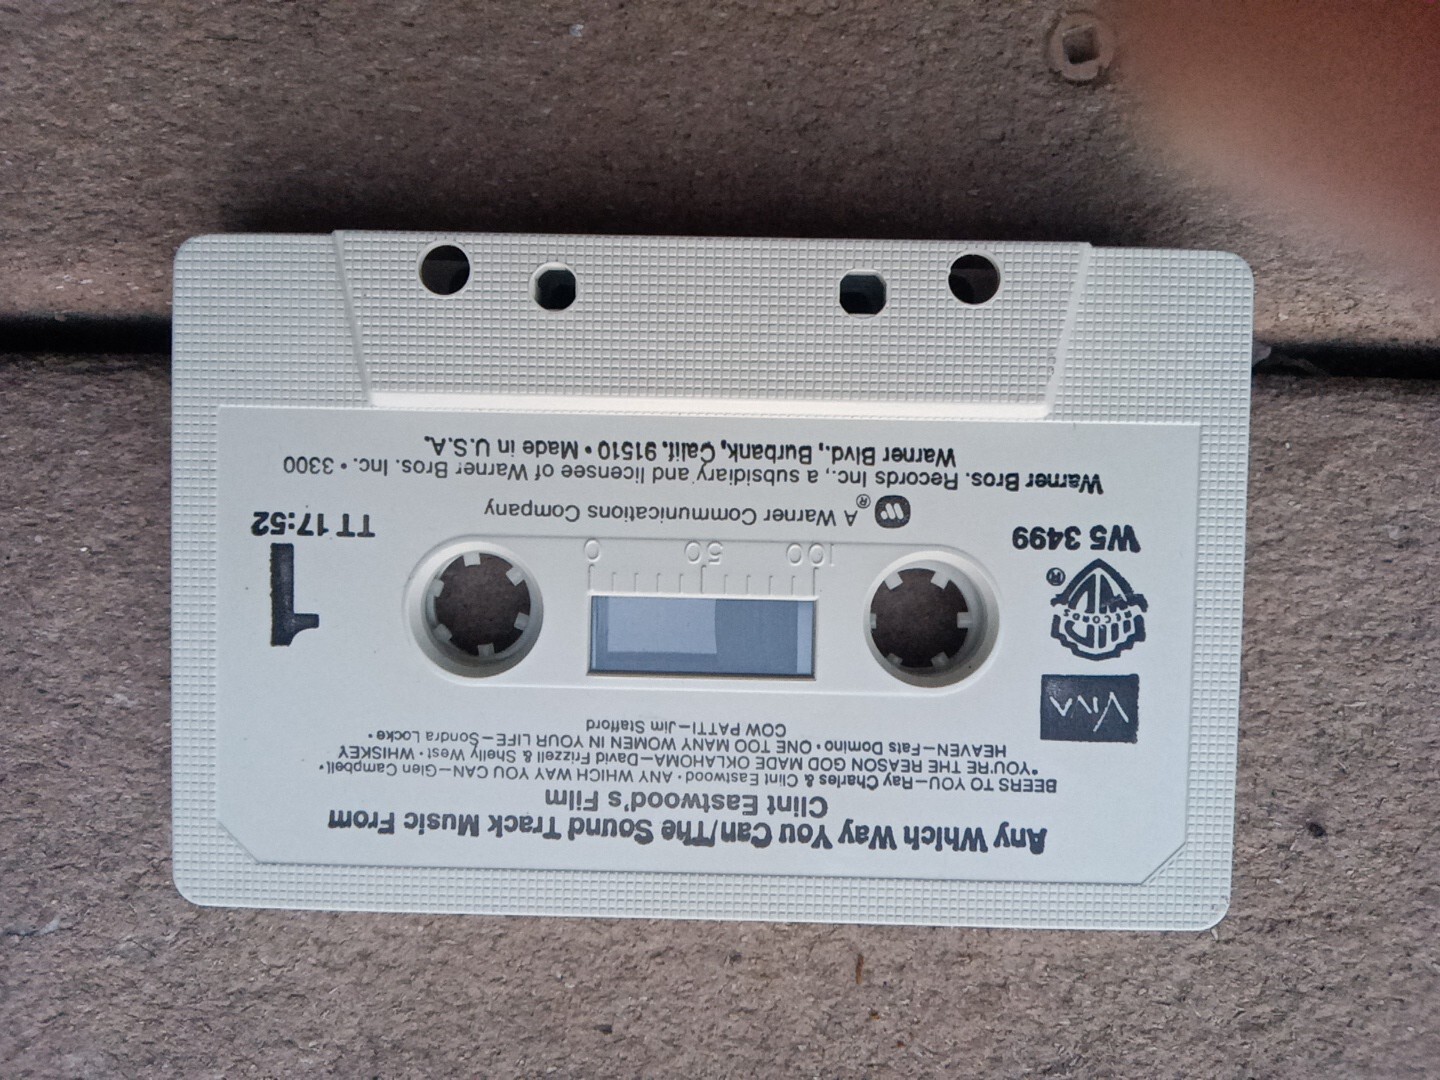 Any Which Way You Can/The Sound Track Music From
Clint Eastwood's Film
BEERS TO YOU—Ray Charles & Clint Eastwood • ANY WHICH WAY YOU CAN—Glen Campbell •
"YOU'RE THE REASON GOD MADE OKLAHOMA—David Frizzell & Shelly West • WHISKEY
HEAVEN—Fats Domino • ONE TOO MANY WOMEN IN YOUR LIFE—Sondra Locke •
COW PATTI—Jim Stafford
VIVA
RECORDS
®
W5 3499
100 50 0
1
TT 17:52
® A Warner Communications Company
Warner Bros. Records Inc., a subsidiary and licensee of Warner Bros. Inc. • 3300
Warner Blvd., Burbank, Calif. 91510 • Made in U.S.A.